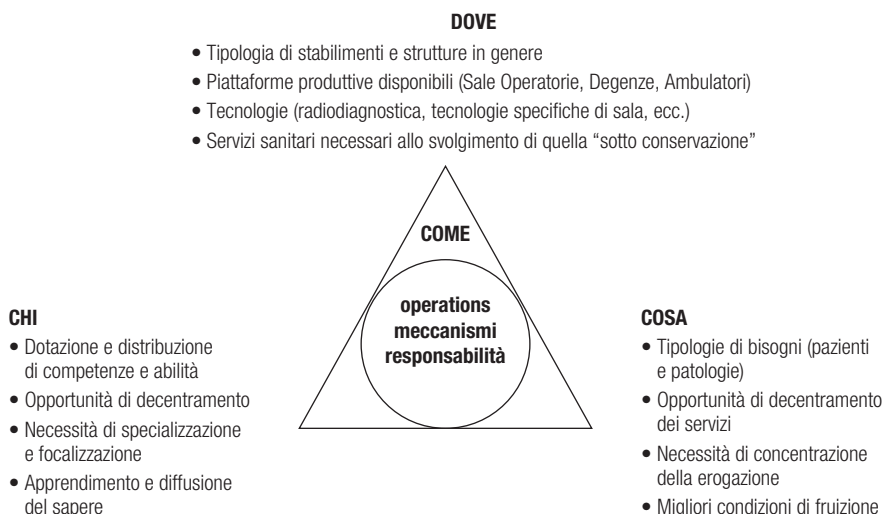 DOVE
• Tipologia di stabilimenti e strutture in genere
• Piattaforme produttive disponibili (Sale Operatorie, Degenze, Ambulatori)
• Tecnologie (radiodiagnostica, tecnologie specifiche di sala, ecc.)
• Servizi sanitari necessari allo svolgimento di quella “sotto conservazione”
COME
operations
meccanismi
responsabilità
CHI
• Dotazione e distribuzione
di competenze e abilità
• Opportunità di decentramento
• Necessità di specializzazione
e focalizzazione
• Apprendimento e diffusione
del sapere
COSA
• Tipologie di bisogni (pazienti
e patologie)
• Opportunità di decentramento
dei servizi
• Necessità di concentrazione
della erogazione
• Migliori condizioni di fruizione